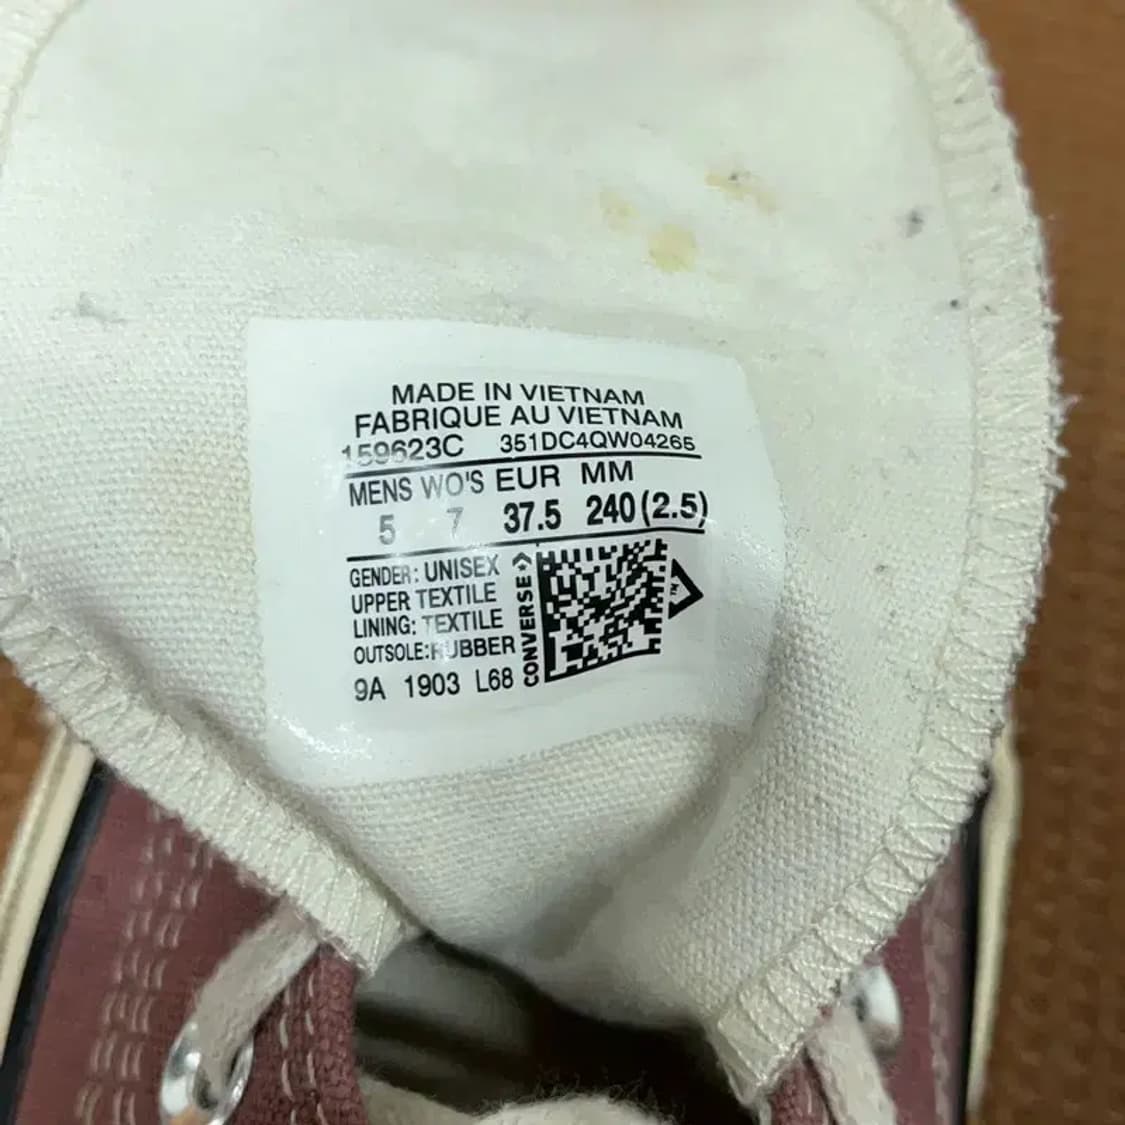 MADE IN VIETNAM
FABRIQUE AU VIETNAM
159623C 351DC4QW04265
MENS WO'S EUR MM
5 7 37.5 240 (2.5)
GENDER: UNISEX
UPPER TEXTILE
LINING: TEXTILE
OUTSOLE: RUBBER
9A 1903 L68
CONVERSE